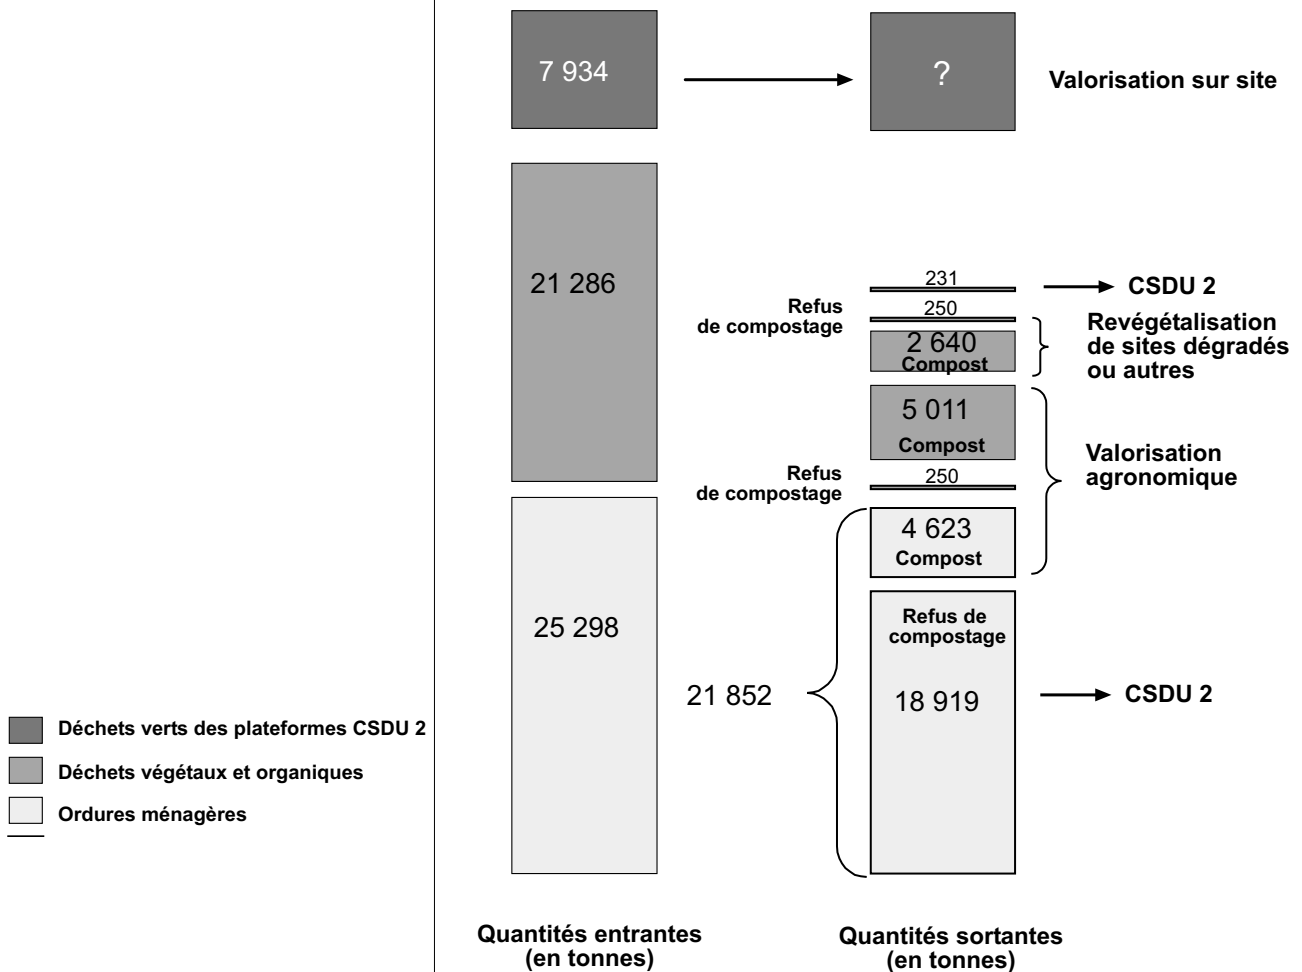 7 934
?
Valorisation sur site
21 286
231
CSDU 2
Refus
de compostage
250
2 640
Compost
Revégétalisation
de sites dégradés
ou autres
5 011
Compost
Refus
de compostage
250
Valorisation
agronomique
4 623
Compost
25 298
21 852
Refus de
compostage
18 919
CSDU 2
Déchets verts des plateformes CSDU 2
Déchets végétaux et organiques
Ordures ménagères
Quantités entrantes
(en tonnes)
Quantités sortantes
(en tonnes)